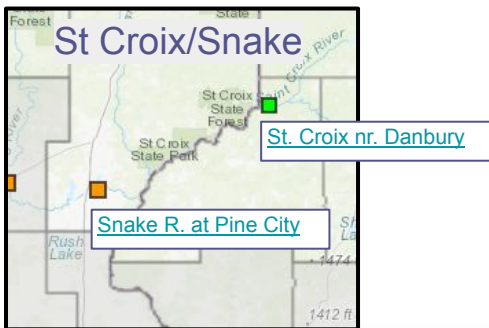 State
Forest
State
St Croix/Snake
Saint Croix River
St Croix
State
Forest
St. Croix nr. Danbury
St Croix
State Park
Snake R. at Pine City
Rush
Lake
1474
1412 ft